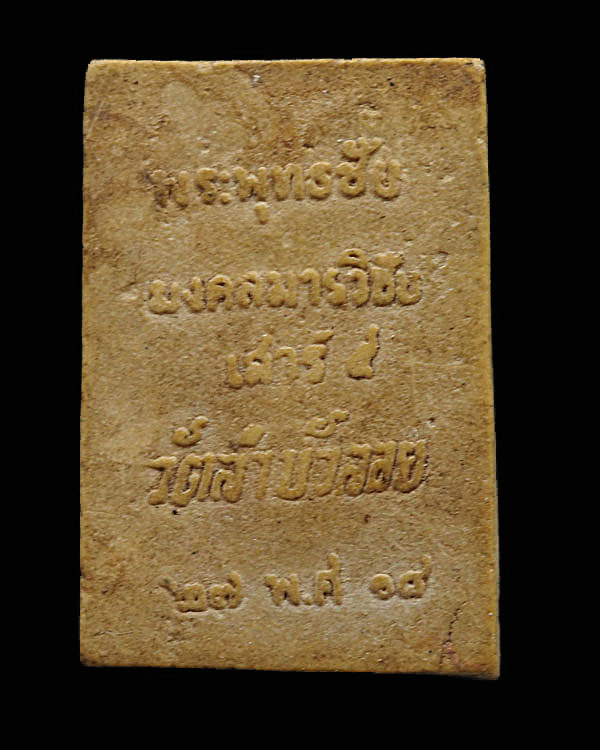 พระพุทธชัย
มงคลมารวิชัย
เสาร์ ๕
วัดลำบัวลอย
๒๗ พ.ศ ๑๘